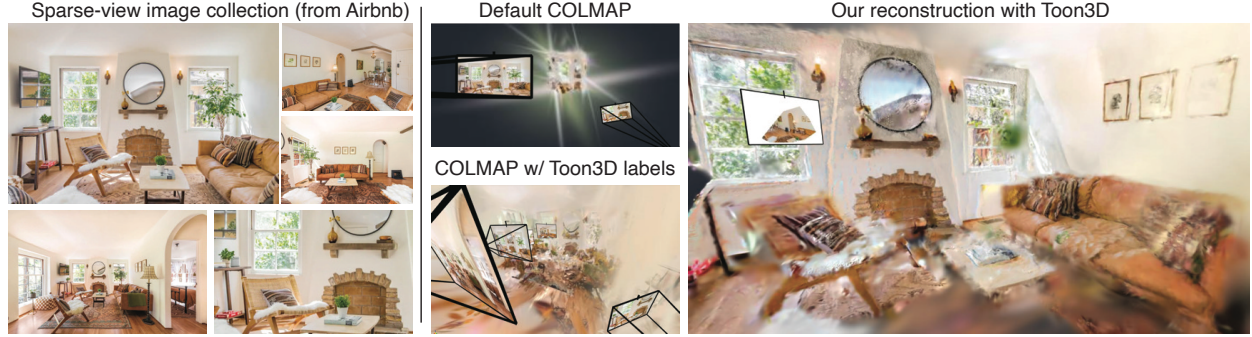 Sparse-view image collection (from Airbnb)
Default COLMAP
COLMAP w/ Toon3D labels
Our reconstruction with Toon3D